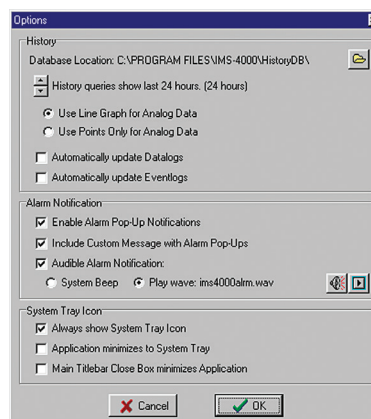 Options
History
Database Location: C:\PROGRAM FILES\IMS-4000\HistoryDB\
History queries show last 24 hours. (24 hours)
Use Line Graph for Analog Data
Use Points Only for Analog Data
Automatically update Datalogs
Automatically update Eventlogs
Alarm Notification
Enable Alarm Pop-Up Notifications
Include Custom Message with Alarm Pop-Ups
Audible Alarm Notification:
System Beep Play wave: ims4000alrm.wav
System Tray Icon
Always show System Tray Icon
Application minimizes to System Tray
Main Titlebar Close Box minimizes Application
Cancel OK